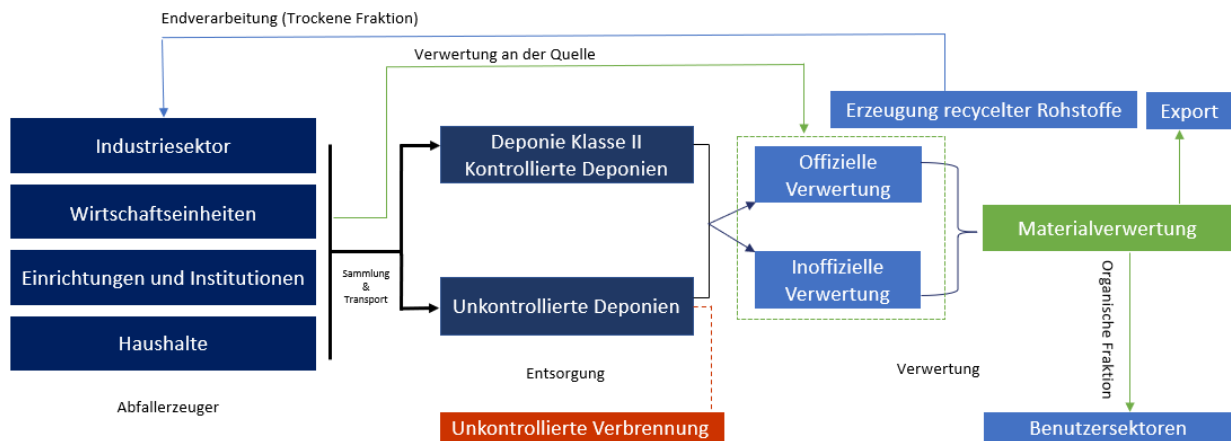 Endverarbeitung (Trockene Fraktion)
Verwertung an der Quelle
Erzeugung recycelter Rohstoffe
Export
Industriesektor
Wirtschaftseinheiten
Einrichtungen und Institutionen
Haushalte
Abfallerzeuger
Sammlung
&
Transport
Deponie Klasse II
Kontrollierte Deponien
Unkontrollierte Deponien
Entsorgung
Unkontrollierte Verbrennung
Offizielle
Verwertung
Inoffizielle
Verwertung
Verwertung
Materialverwertung
Organische Fraktion
Benutzersektoren